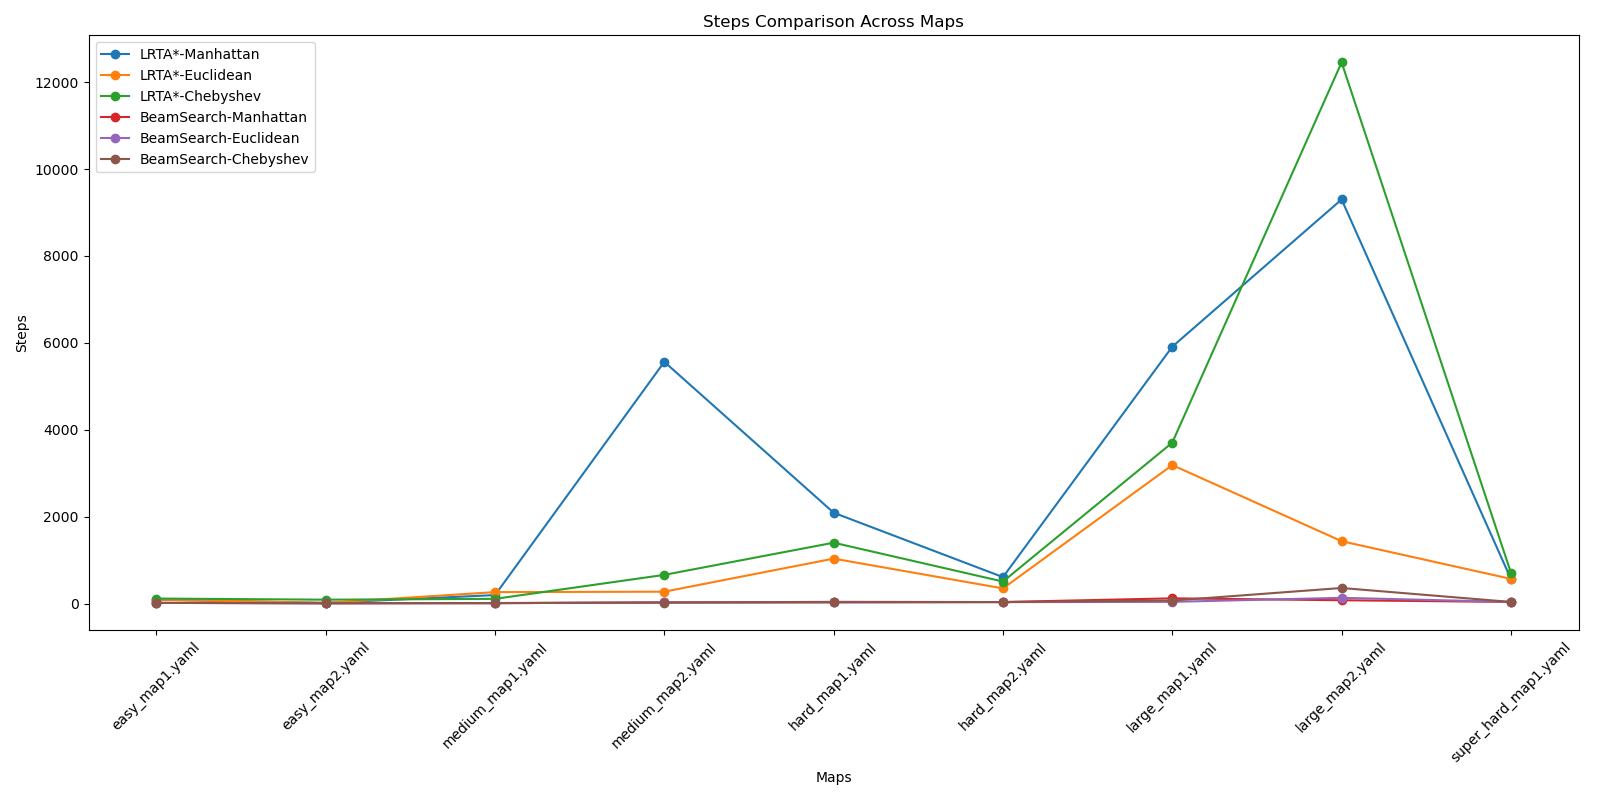 Steps Comparison Across Maps
LRTA*-Manhattan
LRTA*-Euclidean
LRTA*-Chebyshev
BeamSearch-Manhattan
BeamSearch-Euclidean
BeamSearch-Chebyshev
12000
10000
8000
6000
4000
2000
0
Steps
easy_map1.yaml
easy_map2.yaml
medium_map1.yaml
medium_map2.yaml
hard_map1.yaml
hard_map2.yaml
large_map1.yaml
large_map2.yaml
super_hard_map1.yaml
Maps